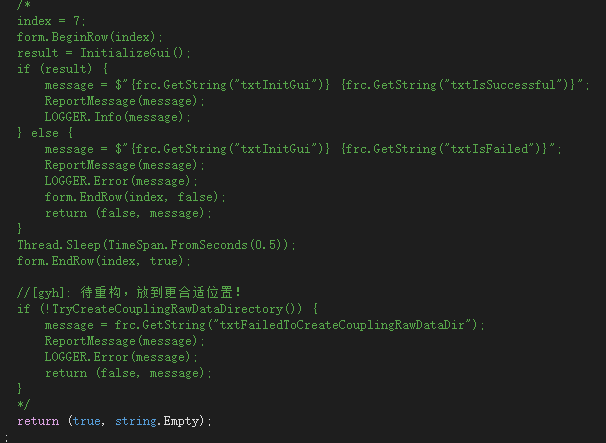 /*
index = 7;
form.BeginRow(index);
result = InitializeGui();
if (result) {
    message = $"{frc.GetString("txtInitGui")} {frc.GetString("txtIsSuccessful")}";
    ReportMessage(message);
    LOGGER.Info(message);
} else {
    message = $"{frc.GetString("txtInitGui")} {frc.GetString("txtIsFailed")}";
    ReportMessage(message);
    LOGGER.Error(message);
    form.EndRow(index, false);
    return (false, message);
}
Thread.Sleep(TimeSpan.FromSeconds(0.5));
form.EndRow(index, true);

//[gyh]: 待重构，放到更合适位置！
if (!TryCreateCouplingRawDataDirectory()) {
    message = frc.GetString("txtFailedToCreateCouplingRawDataDir");
    ReportMessage(message);
    LOGGER.Error(message);
    return (false, message);
}
*/
return (true, string.Empty);
;